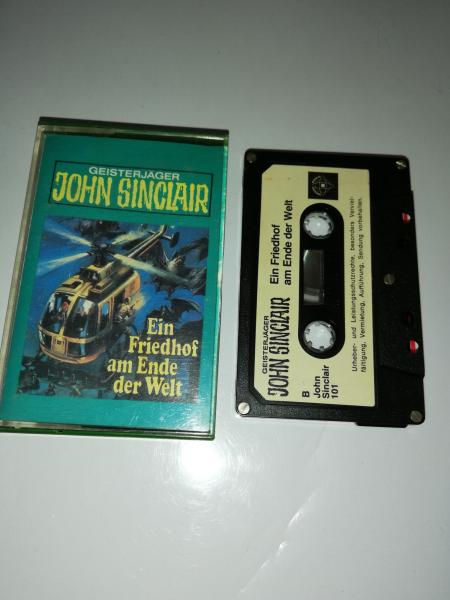 GEISTERJÄGER
JOHN SINCLAIR
Ein
Friedhof
am Ende
der Welt
GEISTERJÄGER
JOHN SINCLAIR
Ein Friedhof
am Ende der Welt
B
John
Sinclair
101
Urheber- und Leistungsschutzrechte, besonders Verviel-
fältigung, Vermietung, Aufführung, Sendung vorbehalten.